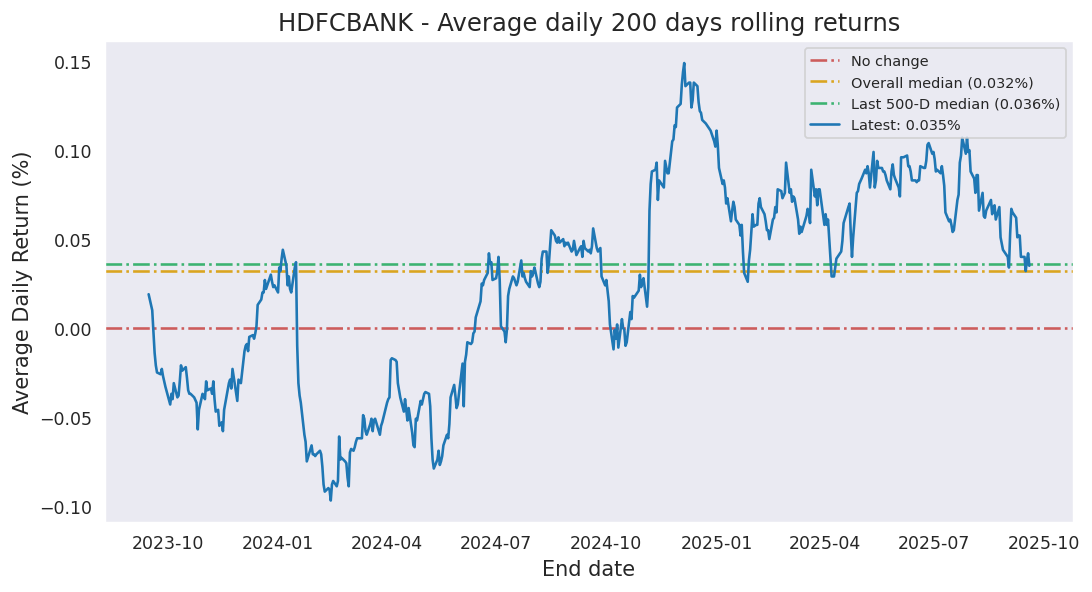 HDFCBANK - Average daily 200 days rolling returns
No change
Overall median (0.032%)
Last 500-D median (0.036%)
Latest: 0.035%
Average Daily Return (%)
0.15
0.10
0.05
0.00
−0.05
−0.10
2023-10 2024-01 2024-04 2024-07 2024-10 2025-01 2025-04 2025-07 2025-10
End date